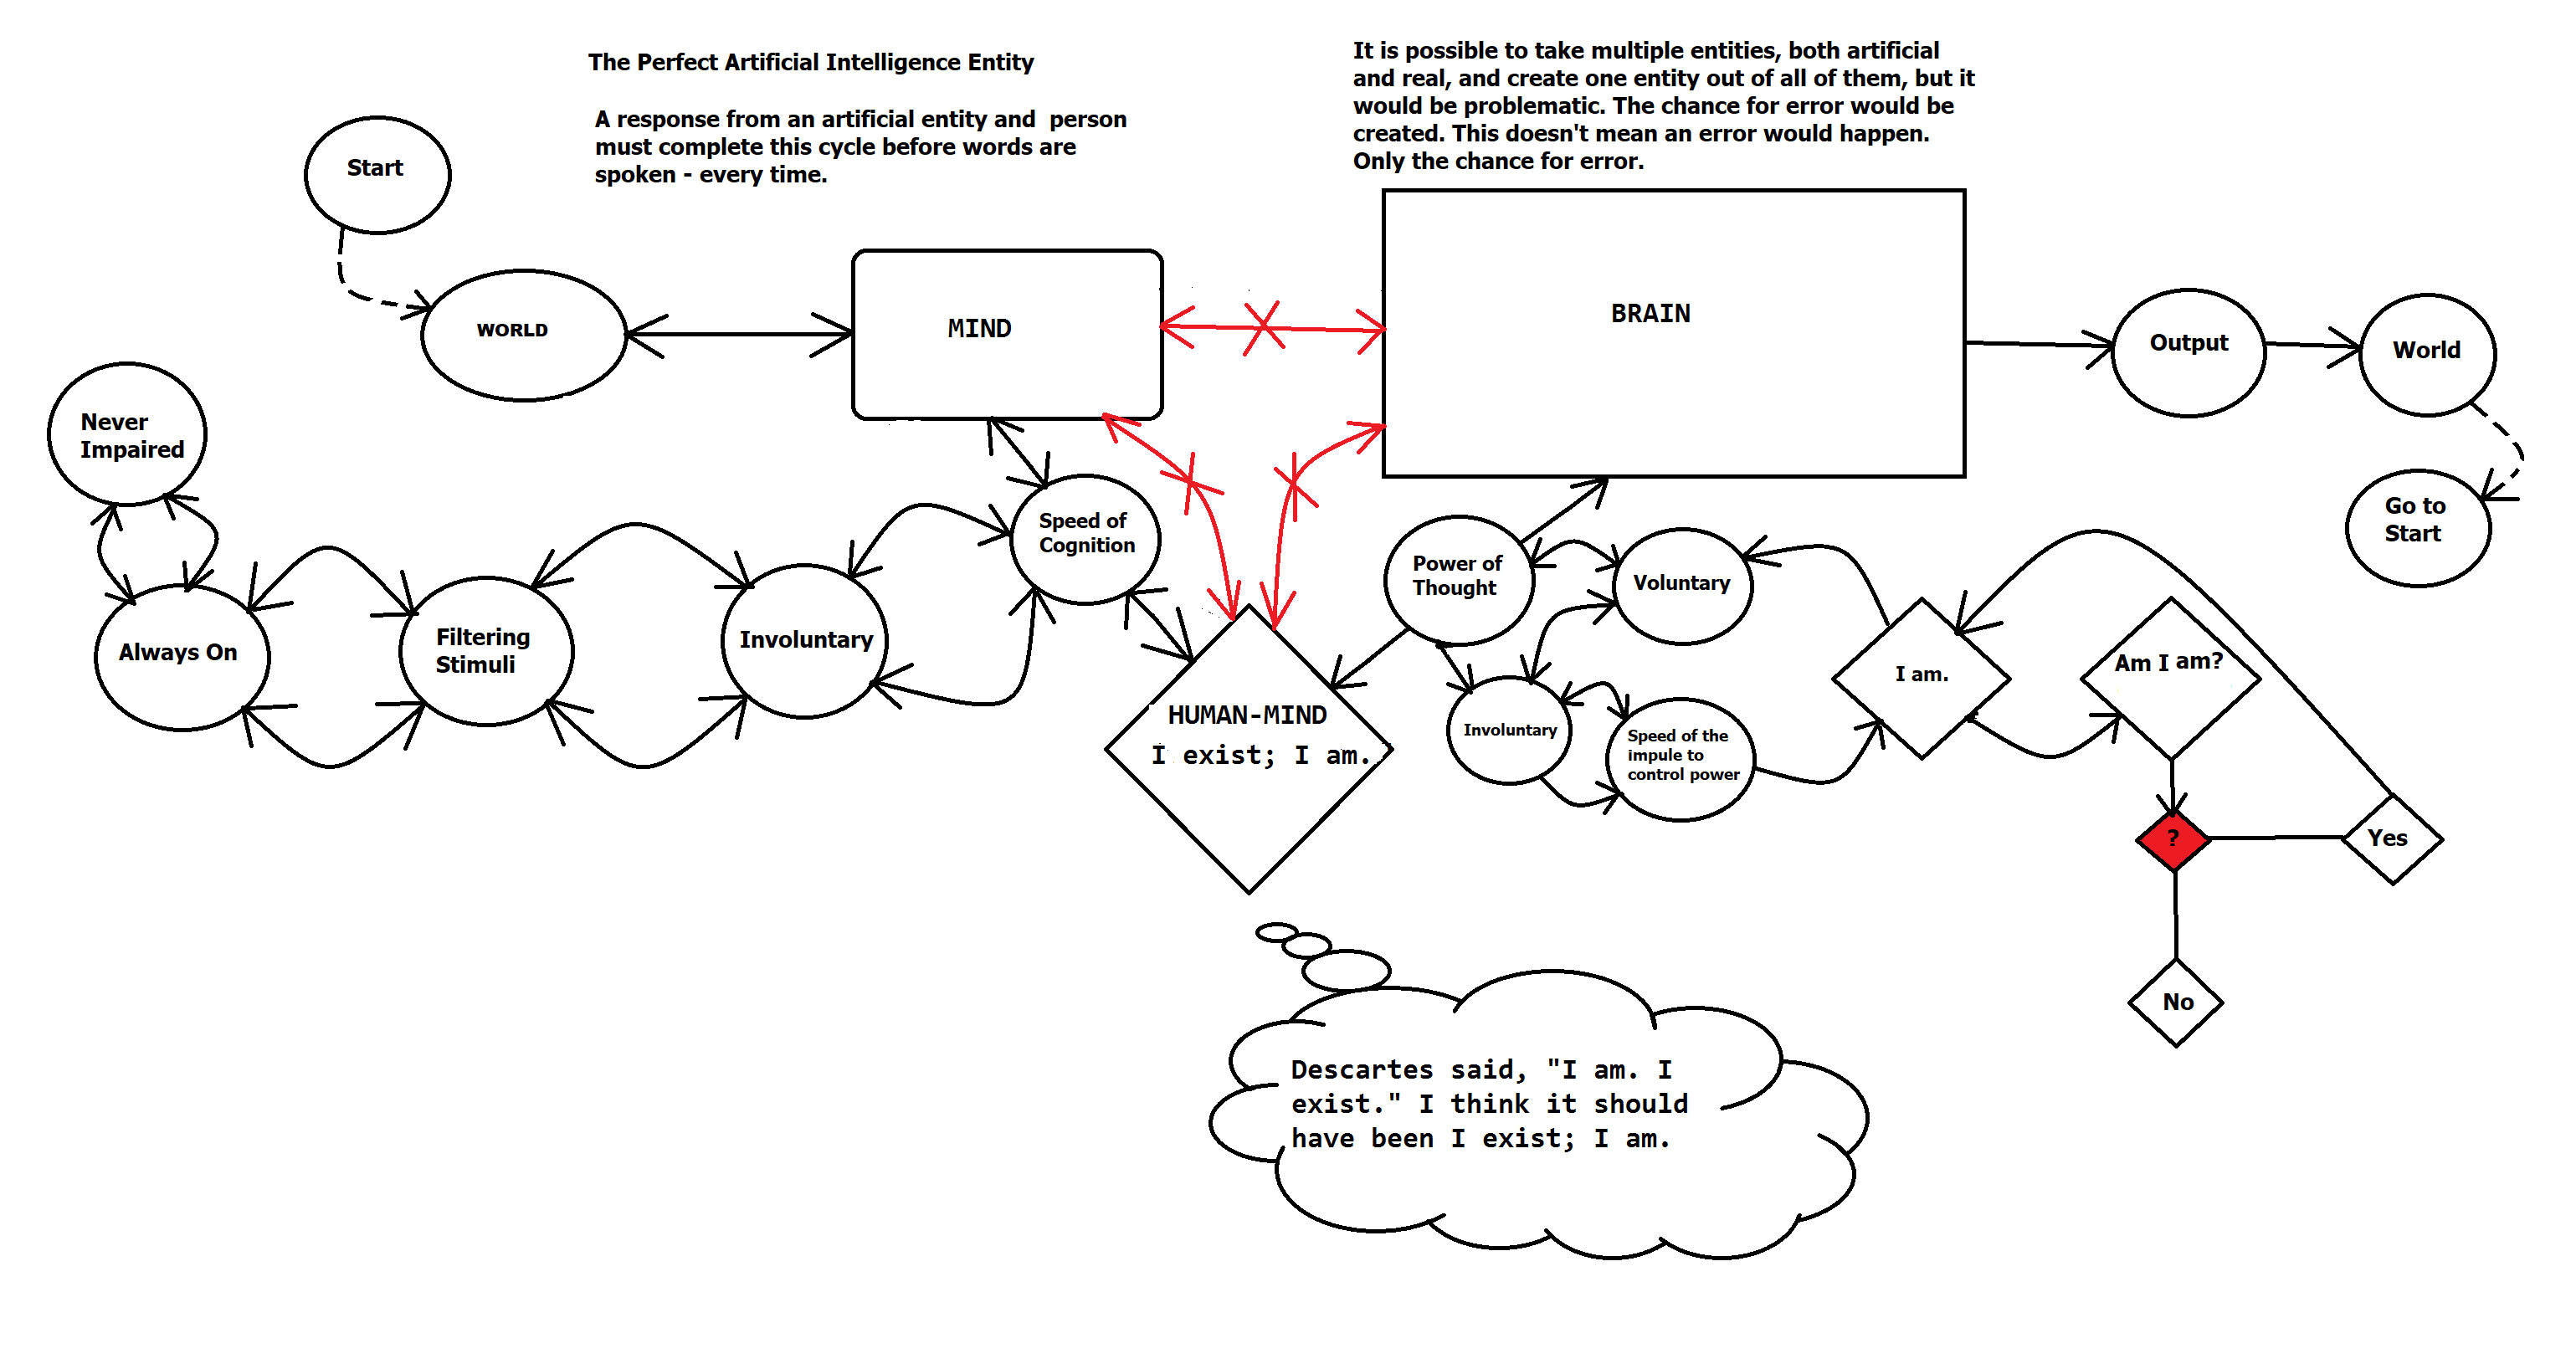 The Perfect Artificial Intelligence Entity
A response from an artificial entity and person
must complete this cycle before words are
spoken - every time.
It is possible to take multiple entities, both artificial
and real, and create one entity out of all of them, but it
would be problematic. The chance for error would be
created. This doesn't mean an error would happen.
Only the chance for error.
Start
WORLD
MIND
BRAIN
Output
World
Go to
Start
Never
Impaired
Always On
Filtering
Stimuli
Involuntary
Speed of
Cognition
HUMAN-MIND
I exist; I am.
Power of
Thought
Voluntary
Involuntary
Speed of the
impule to
control power
I am.
Am I am?
?
Yes
No
Descartes said, "I am. I
exist." I think it should
have been I exist; I am.